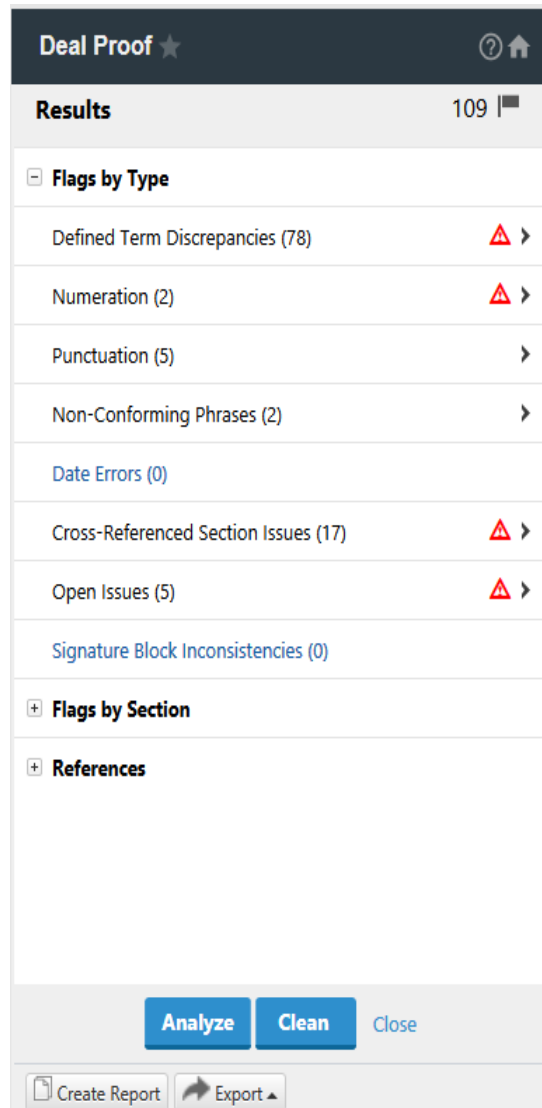 Deal Proof
Results 109
Flags by Type
Defined Term Discrepancies (78)
Numeration (2)
Punctuation (5)
Non-Conforming Phrases (2)
Date Errors (0)
Cross-Referenced Section Issues (17)
Open Issues (5)
Signature Block Inconsistencies (0)
Flags by Section
References
Analyze Clean Close
Create Report Export